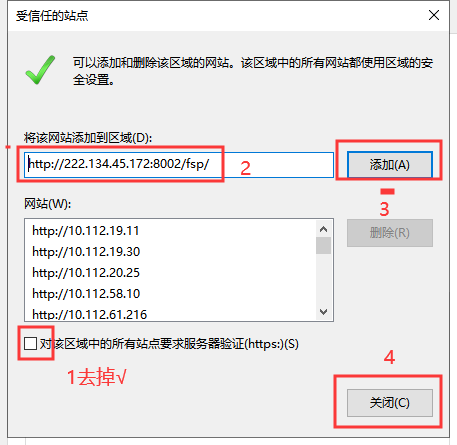 受信任的站点
可以添加和删除该区域的网站。该区域中的所有网站都使用区域的安
全设置。
将该网站添加到区域(D):
http://222.134.45.172:8002/fsp/
2
添加(A)
3
网站(W):
删除(R)
http://10.112.19.11
http://10.112.19.30
http://10.112.20.25
http://10.112.58.10
http://10.112.61.216
对该区域中的所有站点要求服务器验证(https:)(S)
1去掉√
4
关闭(C)